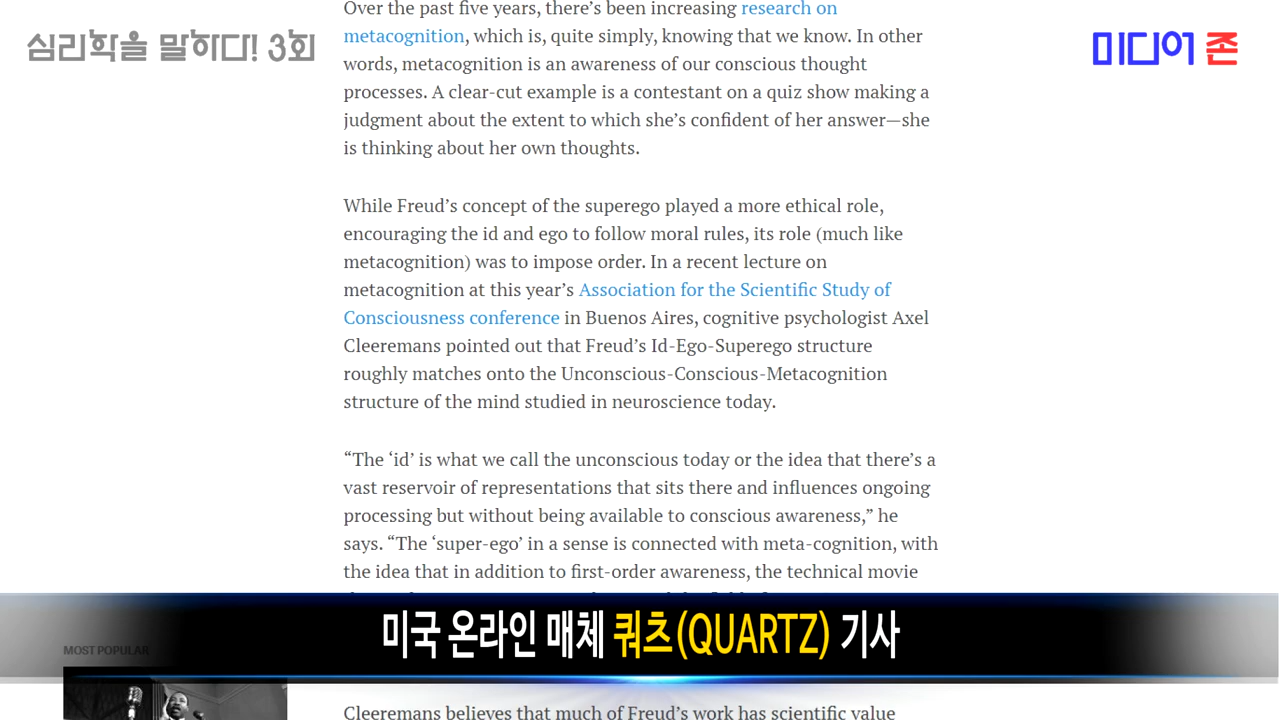 심리학을 말하다! 3회
미디어 존
Over the past five years, there’s been increasing research on
metacognition, which is, quite simply, knowing that we know. In other
words, metacognition is an awareness of our conscious thought
processes. A clear-cut example is a contestant on a quiz show making a
judgment about the extent to which she’s confident of her answer—she
is thinking about her own thoughts.
While Freud’s concept of the superego played a more ethical role,
encouraging the id and ego to follow moral rules, its role (much like
metacognition) was to impose order. In a recent lecture on
metacognition at this year’s Association for the Scientific Study of
Consciousness conference in Buenos Aires, cognitive psychologist Axel
Cleeremans pointed out that Freud’s Id-Ego-Superego structure
roughly matches onto the Unconscious-Conscious-Metacognition
structure of the mind studied in neuroscience today.
“The ‘id’ is what we call the unconscious today or the idea that there’s a
vast reservoir of representations that sits there and influences ongoing
processing but without being available to conscious awareness,” he
says. “The ‘super-ego’ in a sense is connected with meta-cognition, with
the idea that in addition to first-order awareness, the technical movie
미국 온라인 매체 쿼츠(QUARTZ) 기사
MOST POPULAR
Cleeremans believes that much of Freud’s work has scientific value